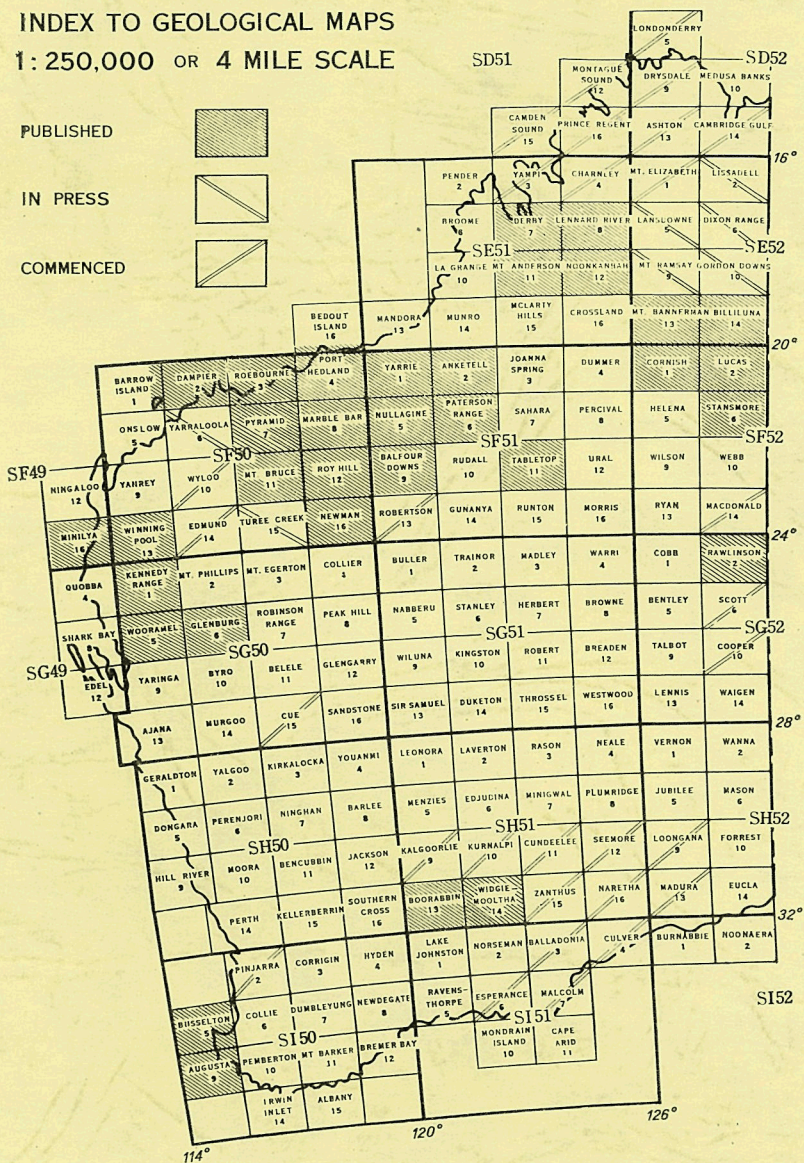 INDEX TO GEOLOGICAL MAPS
1:250,000 OR 4 MILE SCALE
PUBLISHED
IN PRESS
COMMENCED
SD51
SD52
LONDONDERRY 5
MONTAGUE SOUND 12 DRYSDALE 9 MEDUSA BANKS 10
CAMDEN SOUND 15 PRINCE REGENT 16 ASHTON 13 CAMBRIDGE GULF 14
16°
PENDER 2 YAMPI 3 CHARNLEY 4 MT. ELIZABETH 1 LISSADELL 2
BROOME 6 DERBY 7 LENNARD RIVER 8 LANSDOWNE 5 DIXON RANGE 6
SE51 SE52
LA GRANGE 10 MT ANDERSON 11 NOONKANBAH 12 MT RAMSAY 9 GORDON DOWNS 10
BEDOUT ISLAND 16 MANDORA 13 MUNRO 14 MCLARTY HILLS 15 CROSSLAND 16 MT. BANNERMAN 13 BILLILUNA 14
20°
BARROW ISLAND 1 DAMPIER 2 ROEBOURNE 3 PORT HEDLAND 4 YARRIE 1 ANKETELL 2 JOANNA SPRING 3 DUMMER 4 CORNISH 1 LUCAS 2
ONSLOW 5 YARRALOOLA 6 PYRAMID 7 MARBLE BAR 8 NULLAGINE 5 PATERSON RANGE 6 SAHARA 7 PERCIVAL 8 HELENA 5 STANSMORE 6
SF49 SF50 SF51 SF52
NINGALOO 12 YANREY 9 WYLOO 10 MT. BRUCE 11 ROY HILL 12 BALFOUR DOWNS 9 RUDALL 10 TABLETOP 11 URAL 12 WILSON 9 WEBB 10
MINILYA 16 WINNING POOL 13 EDMUND 14 TUREE CREEK 15 NEWMAN 16 ROBERTSON 13 GUNANYA 14 RUNTON 15 MORRIS 16 RYAN 13 MACDONALD 14
24°
QUOBBA 4 KENNEDY RANGE 1 MT. PHILLIPS 2 MT. EGERTON 3 COLLIER 4 BULLER 1 TRAINOR 2 MADLEY 3 WARRI 4 COBB 1 RAWLINSON 2
SHARK BAY 8 WOORAMEL 5 GLENBURG 6 ROBINSON RANGE 7 PEAK HILL 8 NABBERU 5 STANLEY 6 HERBERT 7 BROWNE 8 BENTLEY 5 SCOTT 6
SG49 SG50 SG51 SG52
EDEL 12 YARINGA 9 BYRO 10 BELELE 11 GLENGARRY 12 WILUNA 9 KINGSTON 10 ROBERT 11 BREADEN 12 TALBOT 9 COOPER 10
AJANA 13 MURGOO 14 CUE 15 SANDSTONE 16 SIR SAMUEL 13 DUKETON 14 THROSSEL 15 WESTWOOD 16 LENNIS 13 WAIGEN 14
28°
GERALDTON 1 YALGOO 2 KIRKALOCKA 3 YOUANMI 4 LEONORA 1 LAVERTON 2 RASON 3 NEALE 4 VERNON 1 WANNA 2
DONGARA 5 PERENJORI 6 NINGHAN 7 BARLEE 8 MENZIES 5 EDJUDINA 6 MINIGWAL 7 PLUMRIDGE 8 JUBILEE 5 MASON 6
SH50 SH51 SH52
HILL RIVER 9 MOORA 10 BENCUBBIN 11 JACKSON 12 KALGOORLIE 9 KURNALPI 10 CUNDEELEE 11 SEEMORE 12 LOONGANA 9 FORREST 10
PERTH 14 KELLERBERRIN 15 SOUTHERN CROSS 16 BOORABBIN 13 WIDGIE-MOOLTHA 14 ZANTHUS 15 NARETHA 16 MADURA 13 EUCLA 14
32°
PINJARRA 2 CORRIGIN 3 HYDEN 4 LAKE JOHNSTON 1 NORSEMAN 2 BALLADONIA 3 CULVER 4 BURNABBIE 1 NOONAERA 2
BUSSELTON 5 COLLIE 6 DUMBLEYUNG 7 NEWDEGATE 8 RAVENS-THORPE 5 ESPERANCE 6 MALCOLM 7
SI50 SI51 SI52
AUGUSTA 9 PEMBERTON 10 MT BARKER 11 BREMER BAY 12 MONDRAIN ISLAND 10 CAPE ARID 11
IRWIN INLET 14 ALBANY 15
114° 120° 126°